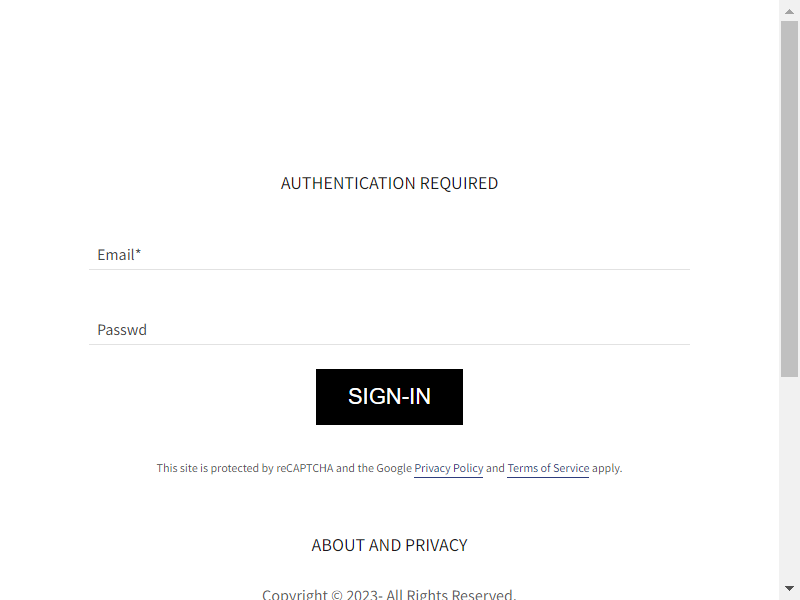 AUTHENTICATION REQUIRED
Email*
Passwd
SIGN-IN
This site is protected by reCAPTCHA and the Google Privacy Policy and Terms of Service apply.
ABOUT AND PRIVACY
Copyright © 2023- All Rights Reserved.